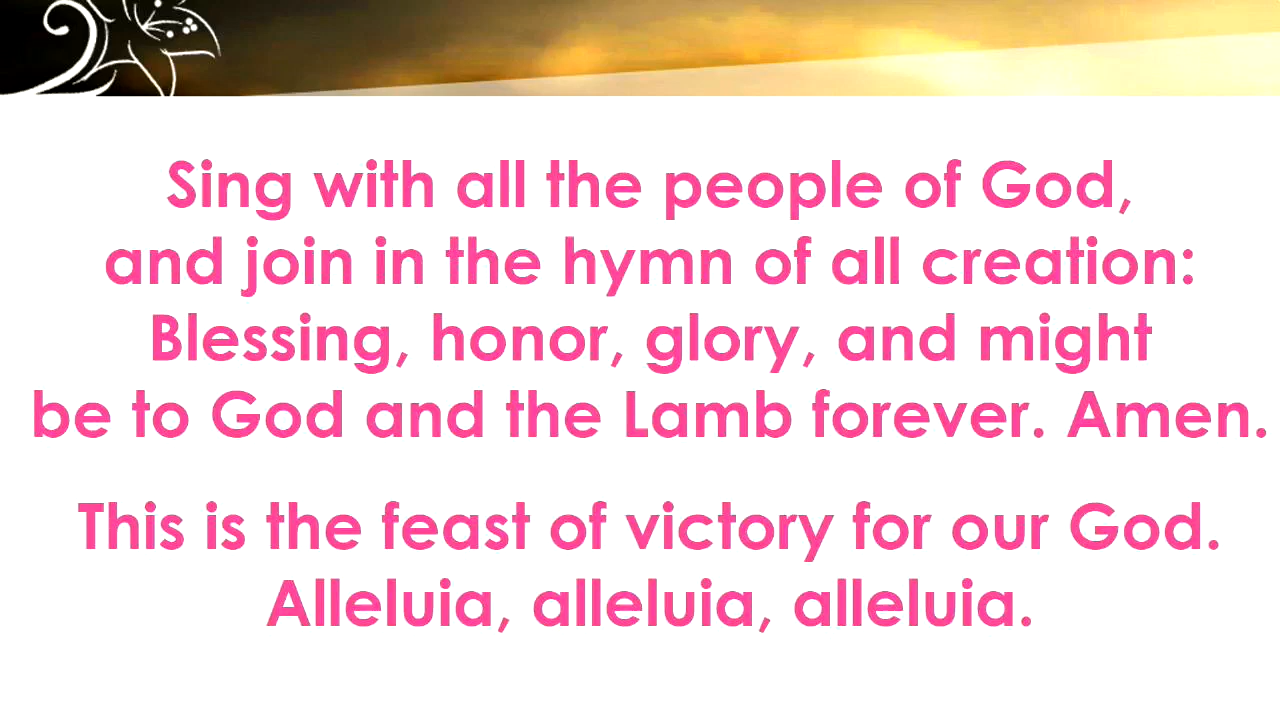 Sing with all the people of God,
and join in the hymn of all creation:
Blessing, honor, glory, and might
be to God and the Lamb forever. Amen.
This is the feast of victory for our God.
Alleluia, alleluia, alleluia.